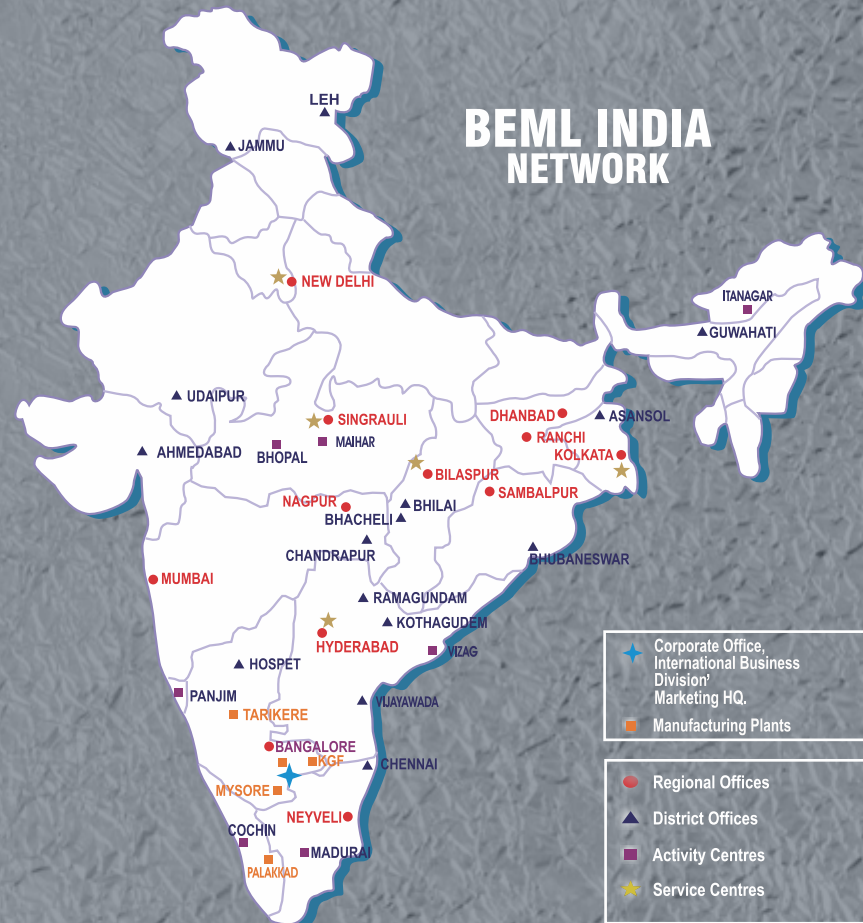 BEML INDIA
NETWORK
LEH
JAMMU
NEW DELHI
ITANAGAR
GUWAHATI
UDAIPUR
SINGRAULI
DHANBAD
ASANSOL
RANCHI
MAIHAR
AHMEDABAD
BHOPAL
KOLKATA
BILASPUR
SAMBALPUR
NAGPUR
BHILAI
BHACHELI
CHANDRAPUR
BHUBANESWAR
MUMBAI
RAMAGUNDAM
KOTHAGUDEM
HYDERABAD
VIZAG
HOSPET
PANJIM
VIJAYAWADA
TARIKERE
BANGALORE
KGF
CHENNAI
MYSORE
NEYVELI
COCHIN
MADURAI
PALAKKAD
Corporate Office,
International Business
Division'
Marketing HQ.
Manufacturing Plants
Regional Offices
District Offices
Activity Centres
Service Centres